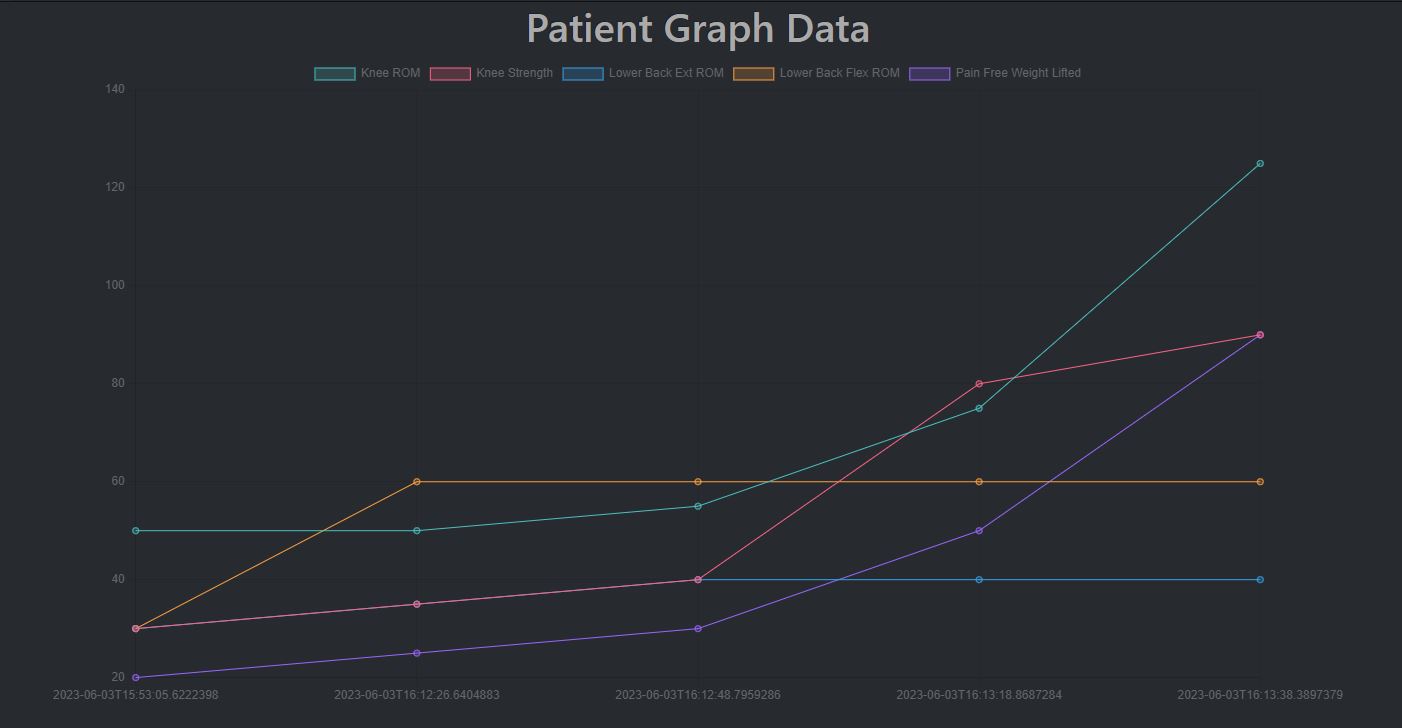 Patient Graph Data
Knee ROM Knee Strength Lower Back Ext ROM Lower Back Flex ROM Pain Free Weight Lifted
140
120
100
80
60
40
20
2023-06-03T15:53:05.6222398 2023-06-03T16:12:26.6404883 2023-06-03T16:12:48.7959286 2023-06-03T16:13:18.8687284 2023-06-03T16:13:38.3897379